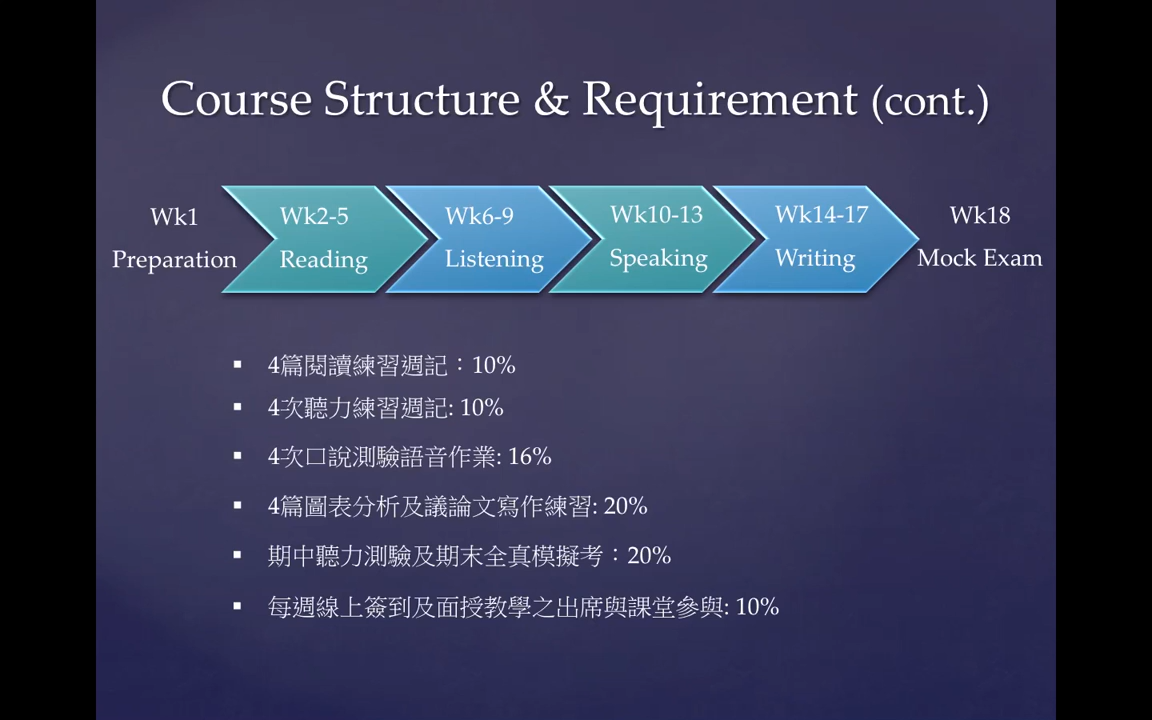 Course Structure & Requirement (cont.)
Wk1
Preparation
Wk2-5
Reading
Wk6-9
Listening
Wk10-13
Speaking
Wk14-17
Writing
Wk18
Mock Exam
▪ 4篇閱讀練習週記：10%
▪ 4次聽力練習週記: 10%
▪ 4次口說測驗語音作業: 16%
▪ 4篇圖表分析及議論文寫作練習: 20%
▪ 期中聽力測驗及期末全真模擬考：20%
▪ 每週線上簽到及面授教學之出席與課堂參與: 10%